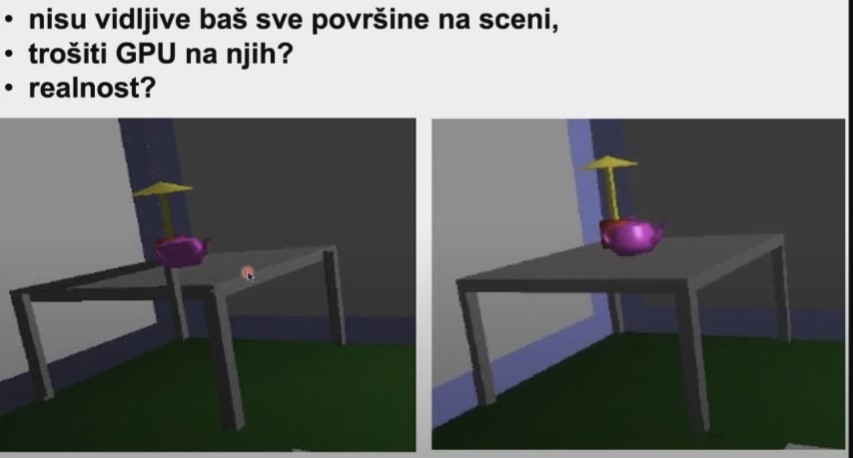 • nisu vidljive baš sve površine na sceni,
• trošiti GPU na njih?
• realnost?